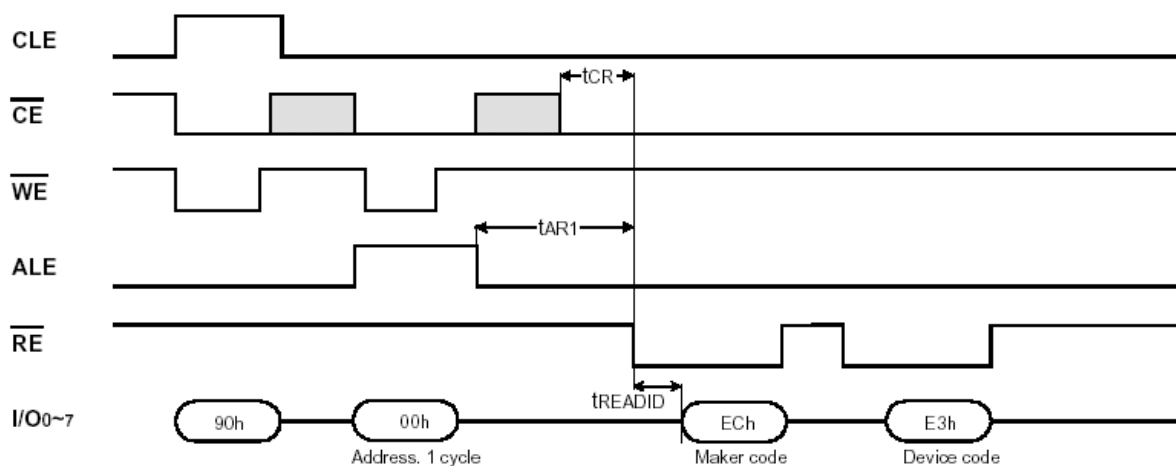 CLE
tCR
CE
WE
tAR1
ALE
RE
tREADID
I/O0~7 90h 00h ECh E3h
Address. 1 cycle Maker code Device code